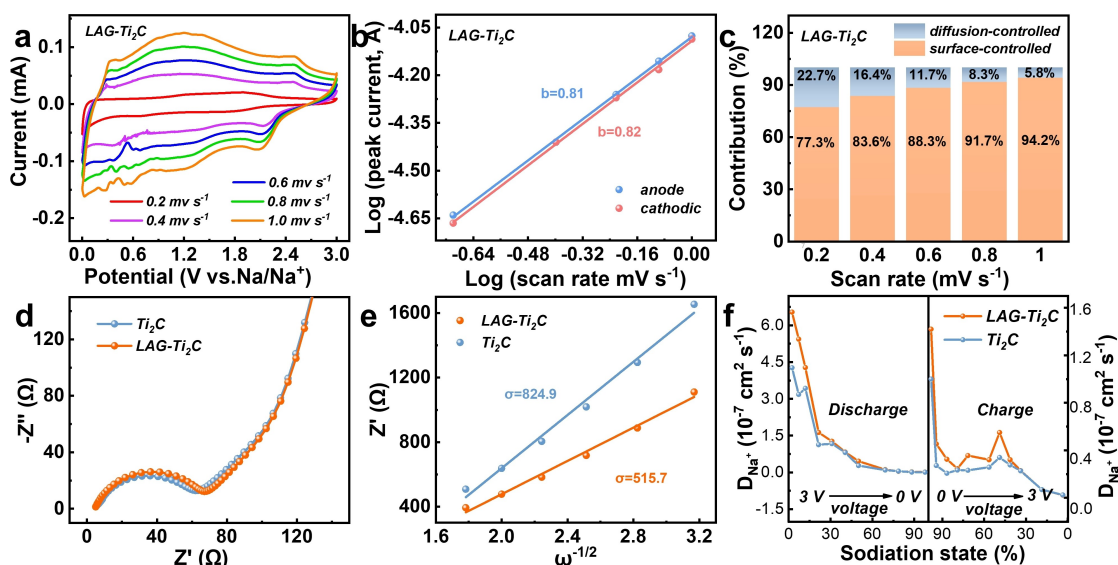 a
LAG-Ti₂C
Current (mA)
0.1
0.0
-0.1
-0.2
0.2 mv s⁻¹
0.4 mv s⁻¹
0.6 mv s⁻¹
0.8 mv s⁻¹
1.0 mv s⁻¹
0.0 0.6 1.2 1.8 2.4 3.0
Potential (V vs.Na/Na⁺)
b
LAG-Ti₂C
Log (peak current, A)
-4.05
-4.20
-4.35
-4.50
-4.65
b=0.81
b=0.82
anode
cathodic
-0.64 -0.48 -0.32 -0.16 0.00
Log (scan rate mV s⁻¹)
c
LAG-Ti₂C
diffusion-controlled
surface-controlled
Contribution (%)
120
90
60
30
0
22.7% 16.4% 11.7% 8.3% 5.8%
77.3% 83.6% 88.3% 91.7% 94.2%
0.2 0.4 0.6 0.8 1
Scan rate (mV s⁻¹)
d
Ti₂C
LAG-Ti₂C
-Z'' (Ω)
120
80
40
0
0 40 80 120
Z' (Ω)
e
LAG-Ti₂C
Ti₂C
Z' (Ω)
1600
1200
800
400
σ=824.9
σ=515.7
1.6 2.0 2.4 2.8 3.2
ω⁻¹/²
f
LAG-Ti₂C
Ti₂C
D Na⁺ (10⁻⁷ cm² s⁻¹)
6.0
4.5
3.0
1.5
0.0
-1.5
Discharge
Charge
3 V 0 V
voltage
0 V 3 V
voltage
1.6
1.2
0.8
0.4
0.0
D Na⁺ (10⁻⁷ cm² s⁻¹)
0 30 60 90 90 60 30 0
Sodiation state (%)